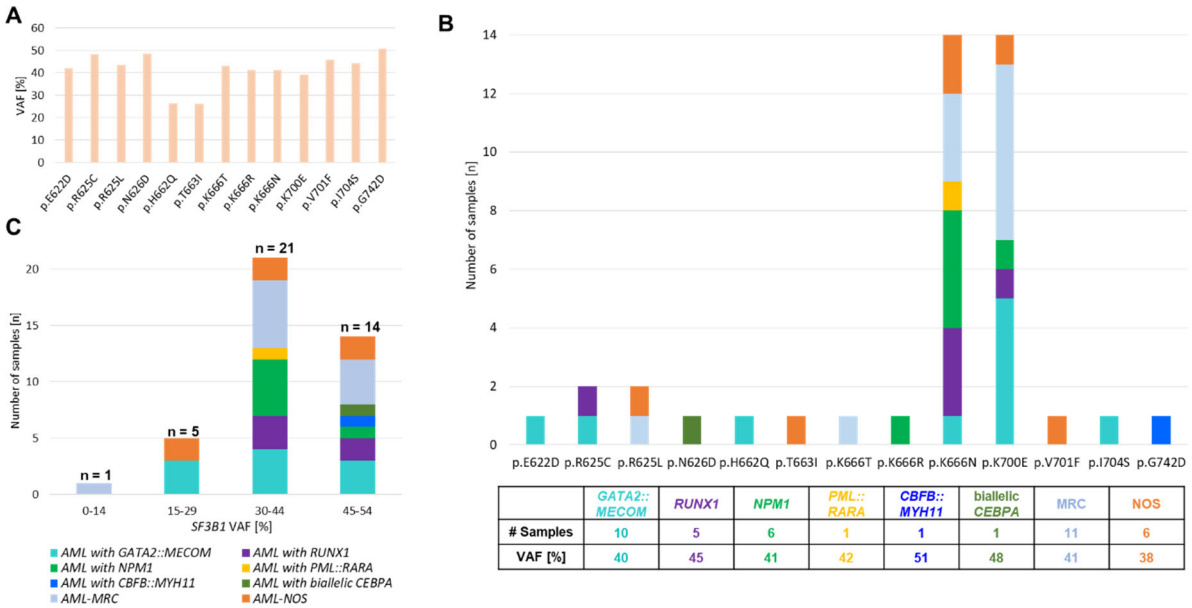 A
VAF [%]
60
50
40
30
20
10
0
p.E622D p.R625C p.R625L p.N626D p.H662Q p.T663I p.K666T p.K666R p.K666N p.K700E p.V701F p.I704S p.G742D
B
Number of samples [n]
14
12
10
8
6
4
2
0
p.E622D p.R625C p.R625L p.N626D p.H662Q p.T663I p.K666T p.K666R p.K666N p.K700E p.V701F p.I704S p.G742D
GATA2:: MECOM RUNX1 NPM1 PML:: RARA CBFB:: MYH11 biallelic CEBPA MRC NOS
# Samples 10 5 6 1 1 1 11 6
VAF [%] 40 45 41 42 51 48 41 38
C
Number of samples [n]
20
15
10
5
0
n = 1
n = 5
n = 21
n = 14
0-14 15-29 30-44 45-54
SF3B1 VAF [%]
AML with GATA2::MECOM
AML with RUNX1
AML with NPM1
AML with PML::RARA
AML with CBFB::MYH11
AML with biallelic CEBPA
AML-MRC
AML-NOS